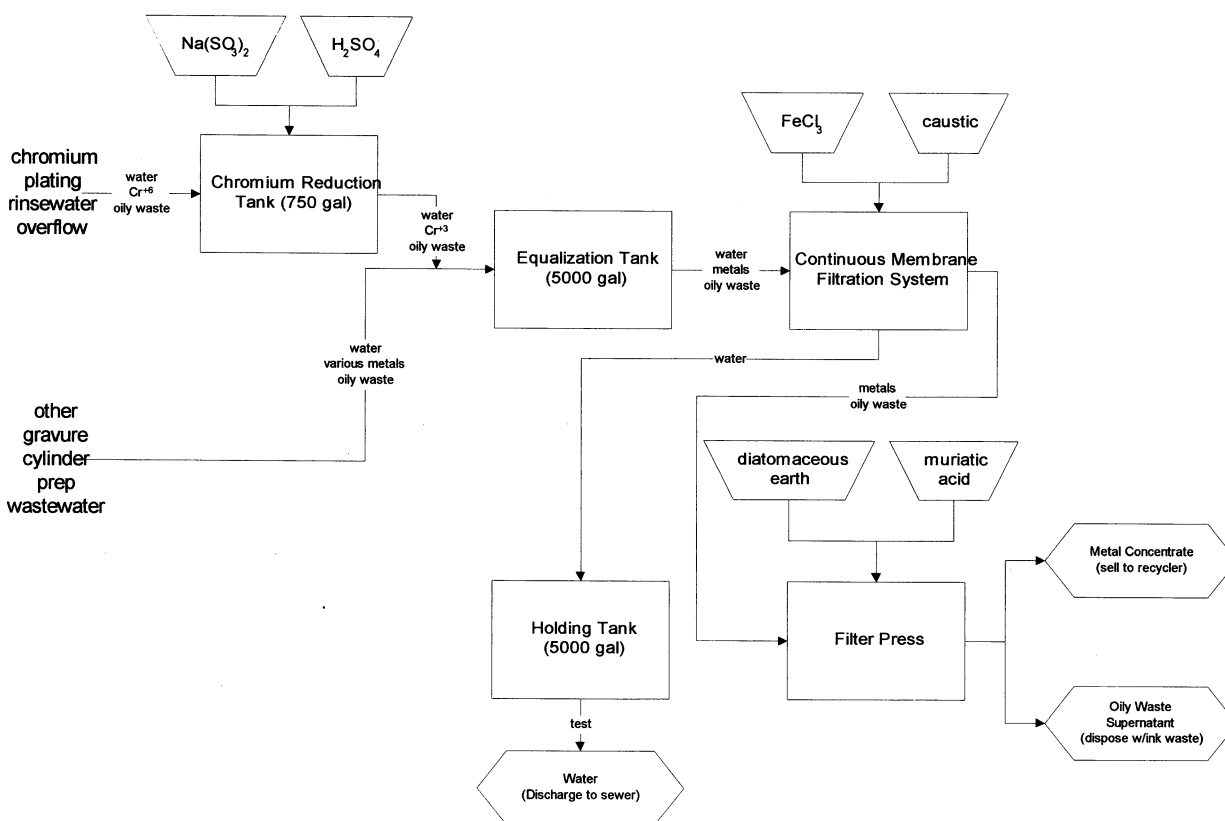 Na(SO3)2
H2SO4
FeCl3
caustic
chromium
plating
rinsewater
overflow
water
Cr+6
oily waste
Chromium Reduction
Tank (750 gal)
water
Cr+3
oily waste
Equalization Tank
(5000 gal)
water
metals
oily waste
Continuous Membrane
Filtration System
water
various metals
oily waste
water
metals
oily waste
other
gravure
cylinder
prep
wastewater
diatomaceous
earth
muriatic
acid
Metal Concentrate
(sell to recycler)
Holding Tank
(5000 gal)
Filter Press
test
Oily Waste
Supernatant
(dispose w/ink waste)
Water
(Discharge to sewer)